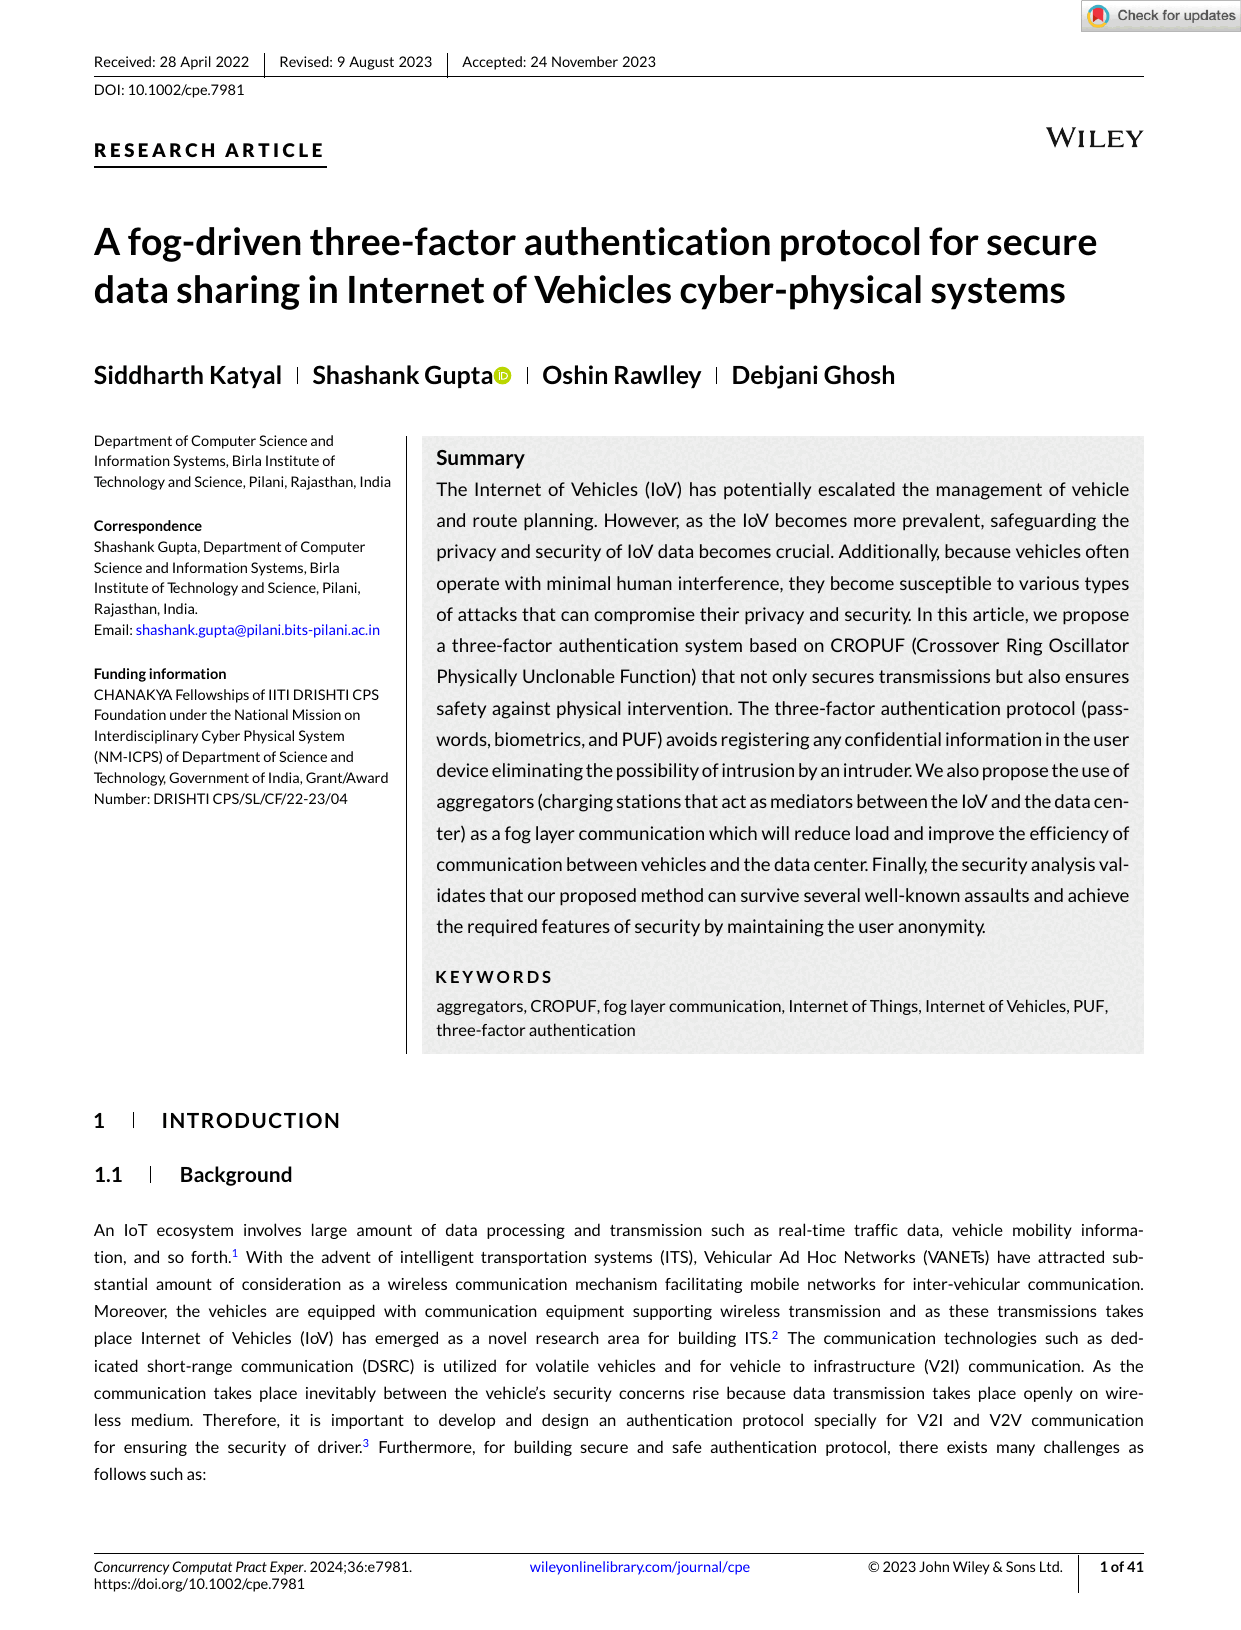 Check for updates
Received: 28 April 2022 Revised: 9 August 2023 Accepted: 24 November 2023
DOI: 10.1002/cpe.7981
RESEARCH ARTICLE
WILEY
A fog-driven three-factor authentication protocol for secure
data sharing in Internet of Vehicles cyber-physical systems
Siddharth Katyal Shashank Gupta iD Oshin Rawlley Debjani Ghosh
Department of Computer Science and
Information Systems, Birla Institute of
Technology and Science, Pilani, Rajasthan, India
Correspondence
Shashank Gupta, Department of Computer
Science and Information Systems, Birla
Institute of Technology and Science, Pilani,
Rajasthan, India.
Email: shashank.gupta@pilani.bits-pilani.ac.in
Funding information
CHANAKYA Fellowships of IITI DRISHTI CPS
Foundation under the National Mission on
Interdisciplinary Cyber Physical System
(NM-ICPS) of Department of Science and
Technology, Government of India, Grant/Award
Number: DRISHTI CPS/SL/CF/22-23/04
Summary
The Internet of Vehicles (IoV) has potentially escalated the management of vehicle
and route planning. However, as the IoV becomes more prevalent, safeguarding the
privacy and security of IoV data becomes crucial. Additionally, because vehicles often
operate with minimal human interference, they become susceptible to various types
of attacks that can compromise their privacy and security. In this article, we propose
a three-factor authentication system based on CROPUF (Crossover Ring Oscillator
Physically Unclonable Function) that not only secures transmissions but also ensures
safety against physical intervention. The three-factor authentication protocol (pass-
words, biometrics, and PUF) avoids registering any confidential information in the user
device eliminating the possibility of intrusion by an intruder. We also propose the use of
aggregators (charging stations that act as mediators between the IoV and the data cen-
ter) as a fog layer communication which will reduce load and improve the efficiency of
communication between vehicles and the data center. Finally, the security analysis val-
idates that our proposed method can survive several well-known assaults and achieve
the required features of security by maintaining the user anonymity.
KEYWORDS
aggregators, CROPUF, fog layer communication, Internet of Things, Internet of Vehicles, PUF,
three-factor authentication
1 INTRODUCTION
1.1 Background
An IoT ecosystem involves large amount of data processing and transmission such as real-time traffic data, vehicle mobility informa-
tion, and so forth.1 With the advent of intelligent transportation systems (ITS), Vehicular Ad Hoc Networks (VANETs) have attracted sub-
stantial amount of consideration as a wireless communication mechanism facilitating mobile networks for inter-vehicular communication.
Moreover, the vehicles are equipped with communication equipment supporting wireless transmission and as these transmissions takes
place Internet of Vehicles (IoV) has emerged as a novel research area for building ITS.2 The communication technologies such as ded-
icated short-range communication (DSRC) is utilized for volatile vehicles and for vehicle to infrastructure (V2I) communication. As the
communication takes place inevitably between the vehicle's security concerns rise because data transmission takes place openly on wire-
less medium. Therefore, it is important to develop and design an authentication protocol specially for V2I and V2V communication
for ensuring the security of driver.3 Furthermore, for building secure and safe authentication protocol, there exists many challenges as
follows such as:
Concurrency Computat Pract Exper. 2024;36:e7981. wileyonlinelibrary.com/journal/cpe © 2023 John Wiley & Sons Ltd. 1 of 41
https://doi.org/10.1002/cpe.7981